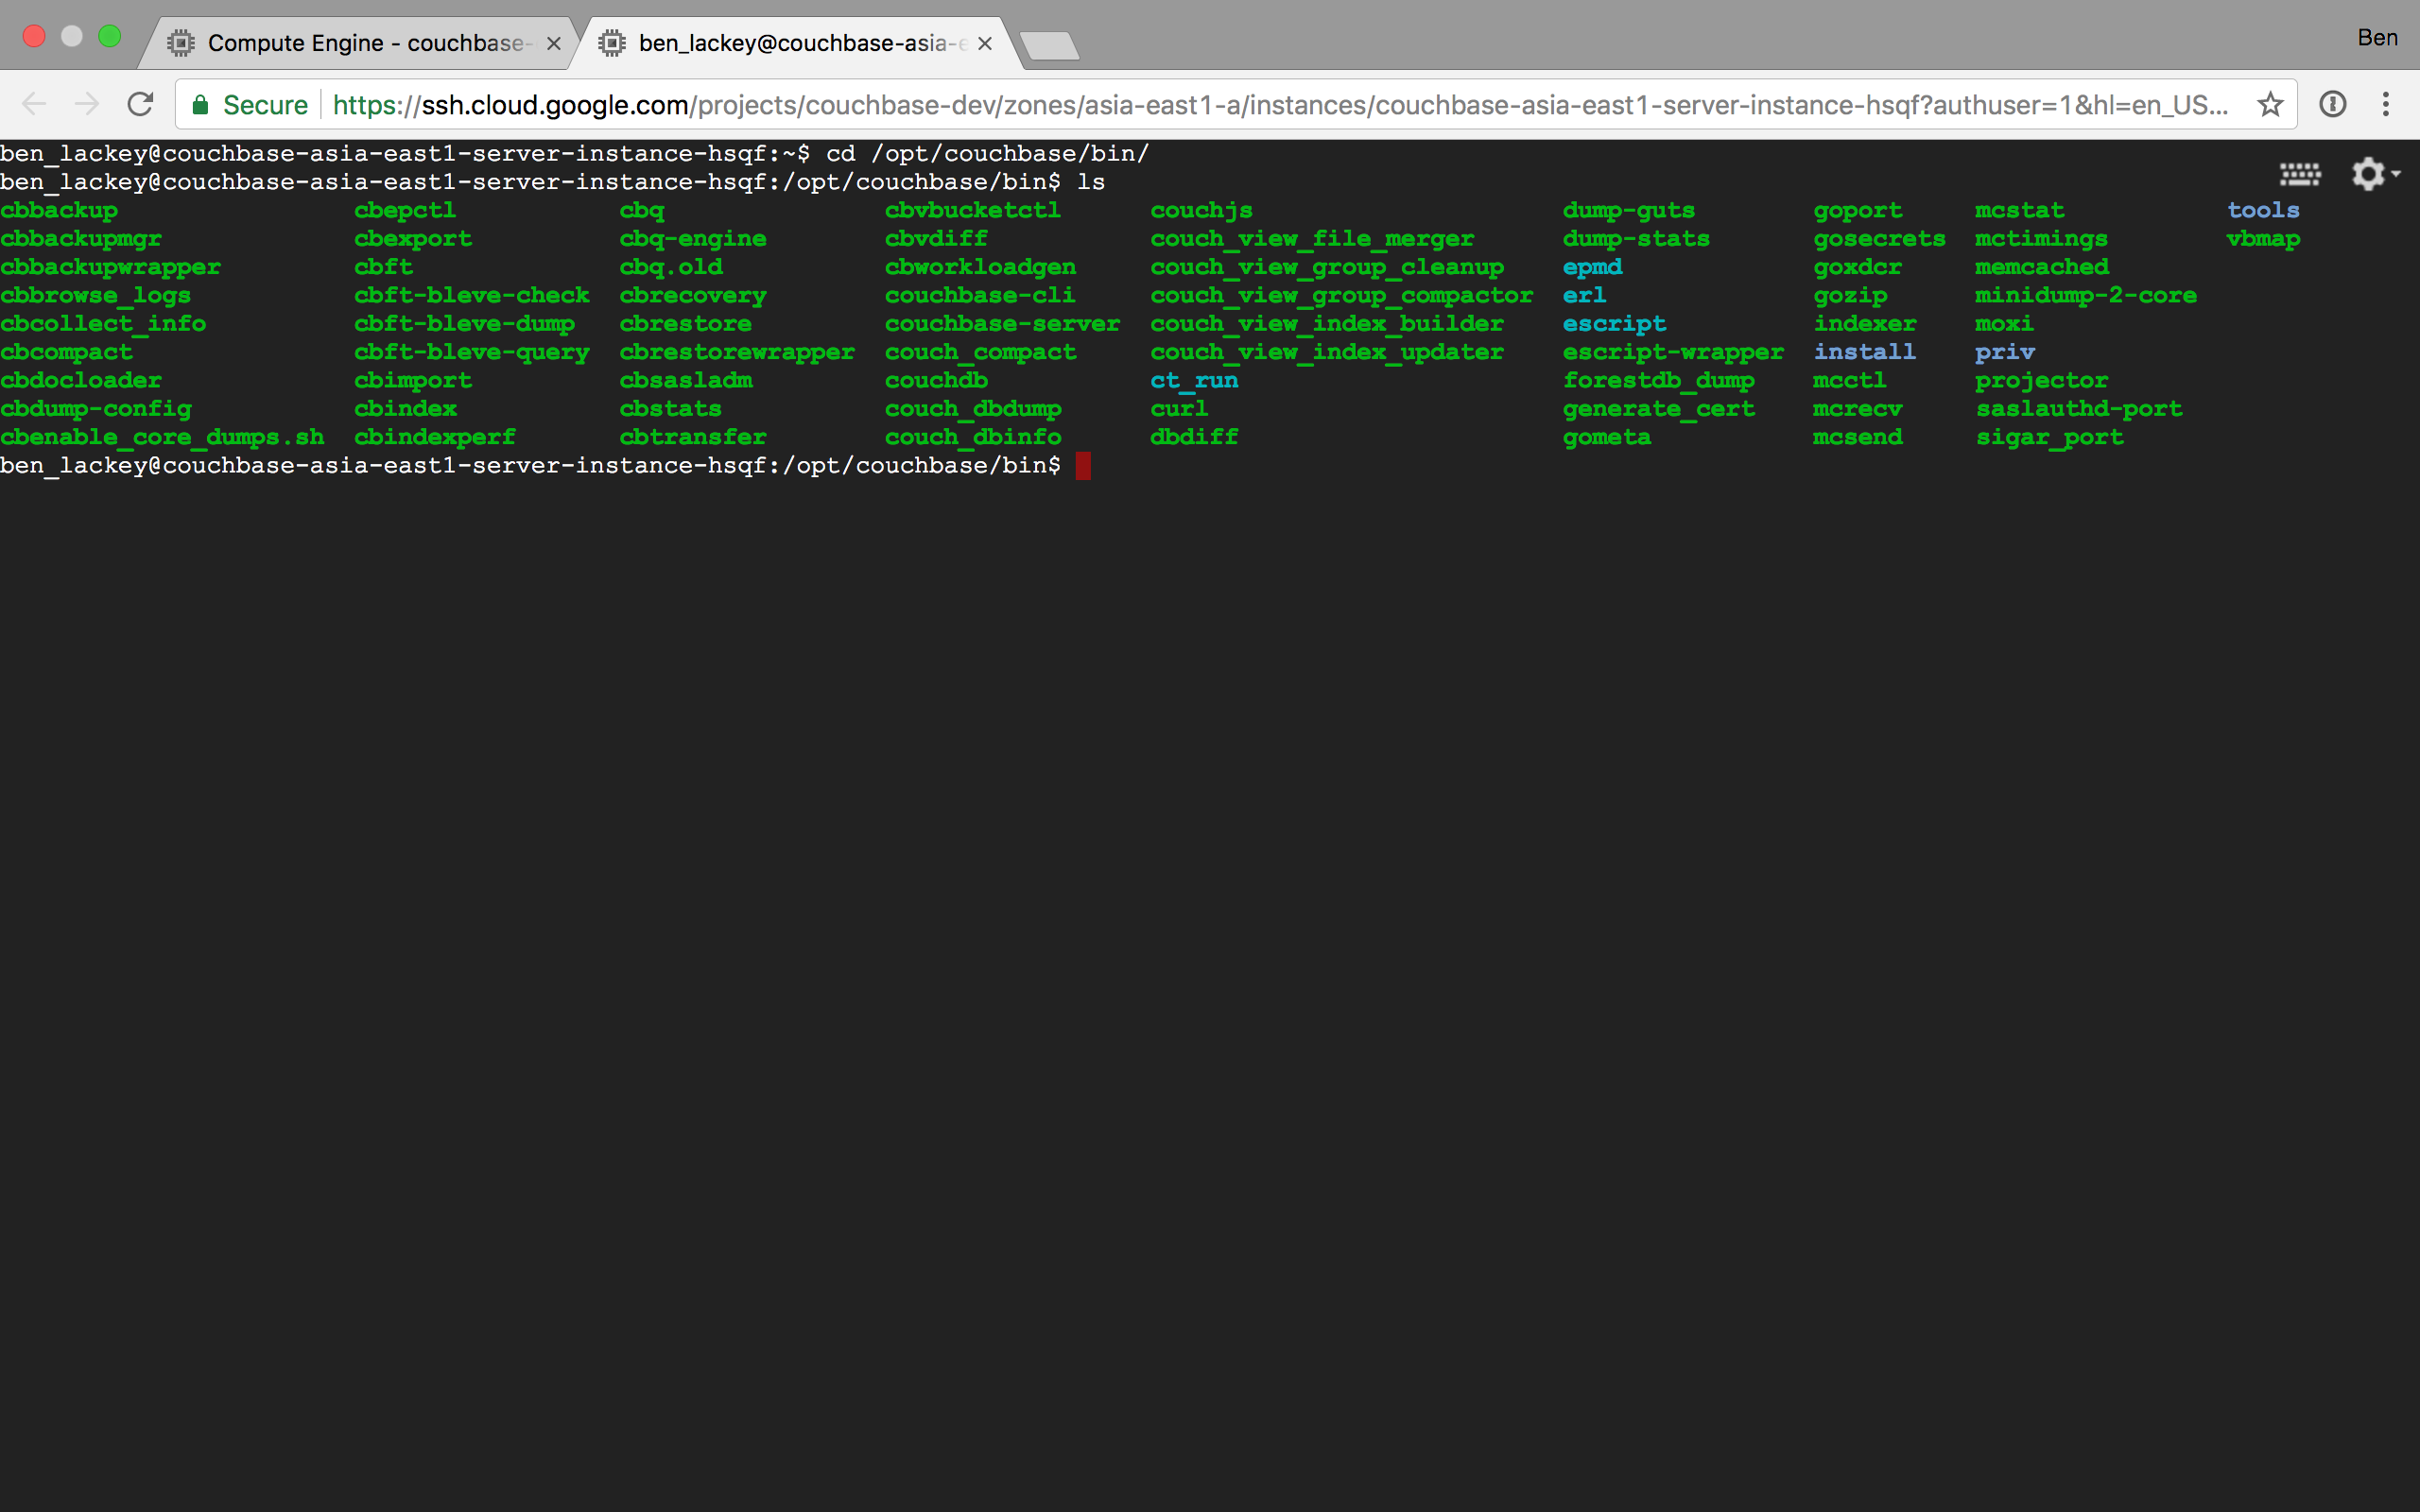 Compute Engine - couchbase-
ben_lackey@couchbase-asia-e
Ben
Secure https://ssh.cloud.google.com/projects/couchbase-dev/zones/asia-east1-a/instances/couchbase-asia-east1-server-instance-hsqf?authuser=1&hl=en_US...
ben_lackey@couchbase-asia-east1-server-instance-hsqf:~$ cd /opt/couchbase/bin/
ben_lackey@couchbase-asia-east1-server-instance-hsqf:/opt/couchbase/bin$ ls
cbbackup cbepctl cbq cbvbucketctl couchjs dump-guts goport mcstat tools
cbbackupmgr cbexport cbq-engine cbvdiff couch_view_file_merger dump-stats gosecrets mctimings vbmap
cbbackupwrapper cbft cbq.old cbworkloadgen couch_view_group_cleanup epmd goxdcr memcached
cbbrowse_logs cbft-bleve-check cbrecovery couchbase-cli couch_view_group_compactor erl gozip minidump-2-core
cbcollect_info cbft-bleve-dump cbrestore couchbase-server couch_view_index_builder escript indexer moxi
cbcompact cbft-bleve-query cbrestorewrapper couch_compact couch_view_index_updater escript-wrapper install priv
cbdocloader cbimport cbsasladm couchdb ct_run forestdb_dump mcctl projector
cbdump-config cbindex cbstats couch_dbdump curl generate_cert mcrecv saslauthd-port
cbenable_core_dumps.sh cbindexperf cbtransfer couch_dbinfo dbdiff gometa mcsend sigar_port
ben_lackey@couchbase-asia-east1-server-instance-hsqf:/opt/couchbase/bin$